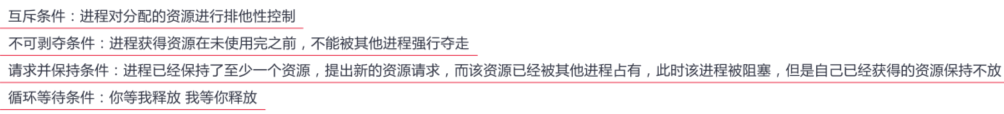 互斥条件：进程对分配的资源进行排他性控制
不可剥夺条件：进程获得资源在未使用完之前，不能被其他进程强行夺走
请求并保持条件：进程已经保持了至少一个资源，提出新的资源请求，而该资源已经被其他进程占有，此时该进程被阻塞，但是自己已经获得的资源保持不放
循环等待条件：你等我释放 我等你释放